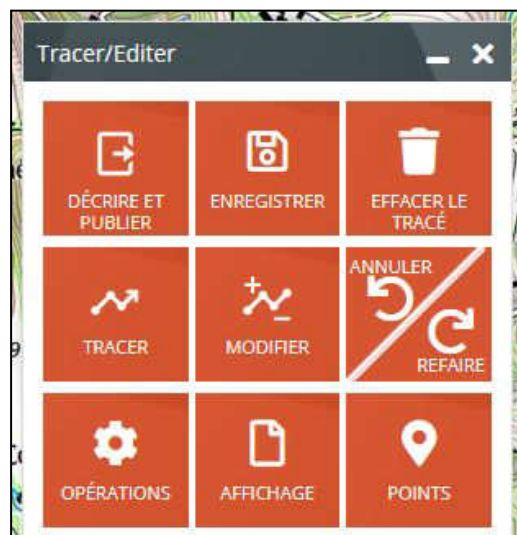 Tracer/Editer
DÉCRIRE ET
PUBLIER
ENREGISTRER
EFFACER LE
TRACÉ
TRACER
MODIFIER
ANNULER
REFAIRE
OPÉRATIONS
AFFICHAGE
POINTS